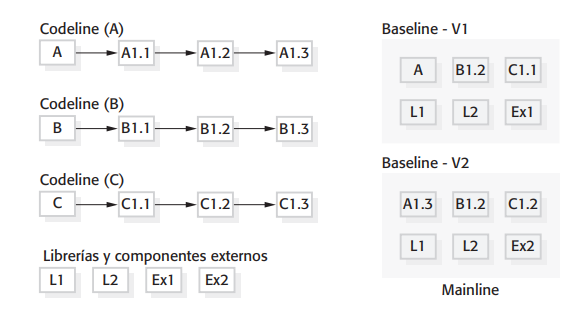 Codeline (A)
A A1.1 A1.2 A1.3
Codeline (B)
B B1.1 B1.2 B1.3
Codeline (C)
C C1.1 C1.2 C1.3
Librerías y componentes externos
L1 L2 Ex1 Ex2
Baseline - V1
A B1.2 C1.1
L1 L2 Ex1
Baseline - V2
A1.3 B1.2 C1.2
L1 L2 Ex2
Mainline